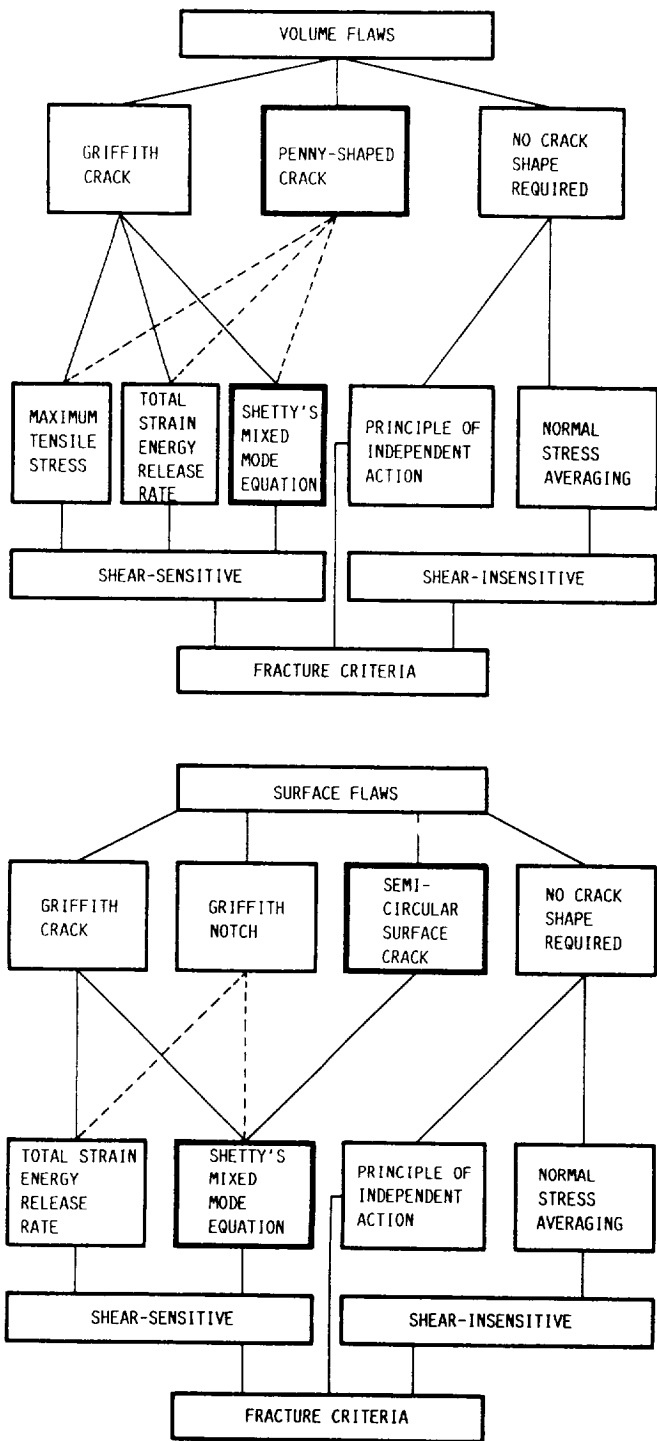 VOLUME FLAWS
GRIFFITH
CRACK
PENNY-SHAPED
CRACK
NO CRACK
SHAPE
REQUIRED
MAXIMUM
TENSILE
STRESS
TOTAL
STRAIN
ENERGY
RELEASE
RATE
SHETTY'S
MIXED
MODE
EQUATION
PRINCIPLE OF
INDEPENDENT
ACTION
NORMAL
STRESS
AVERAGING
SHEAR-SENSITIVE
SHEAR-INSENSITIVE
FRACTURE CRITERIA
SURFACE FLAWS
GRIFFITH
CRACK
GRIFFITH
NOTCH
SEMI-
CIRCULAR
SURFACE
CRACK
NO CRACK
SHAPE
REQUIRED
TOTAL STRAIN
ENERGY
RELEASE
RATE
SHETTY'S
MIXED
MODE
EQUATION
PRINCIPLE OF
INDEPENDENT
ACTION
NORMAL
STRESS
AVERAGING
SHEAR-SENSITIVE
SHEAR-INSENSITIVE
FRACTURE CRITERIA